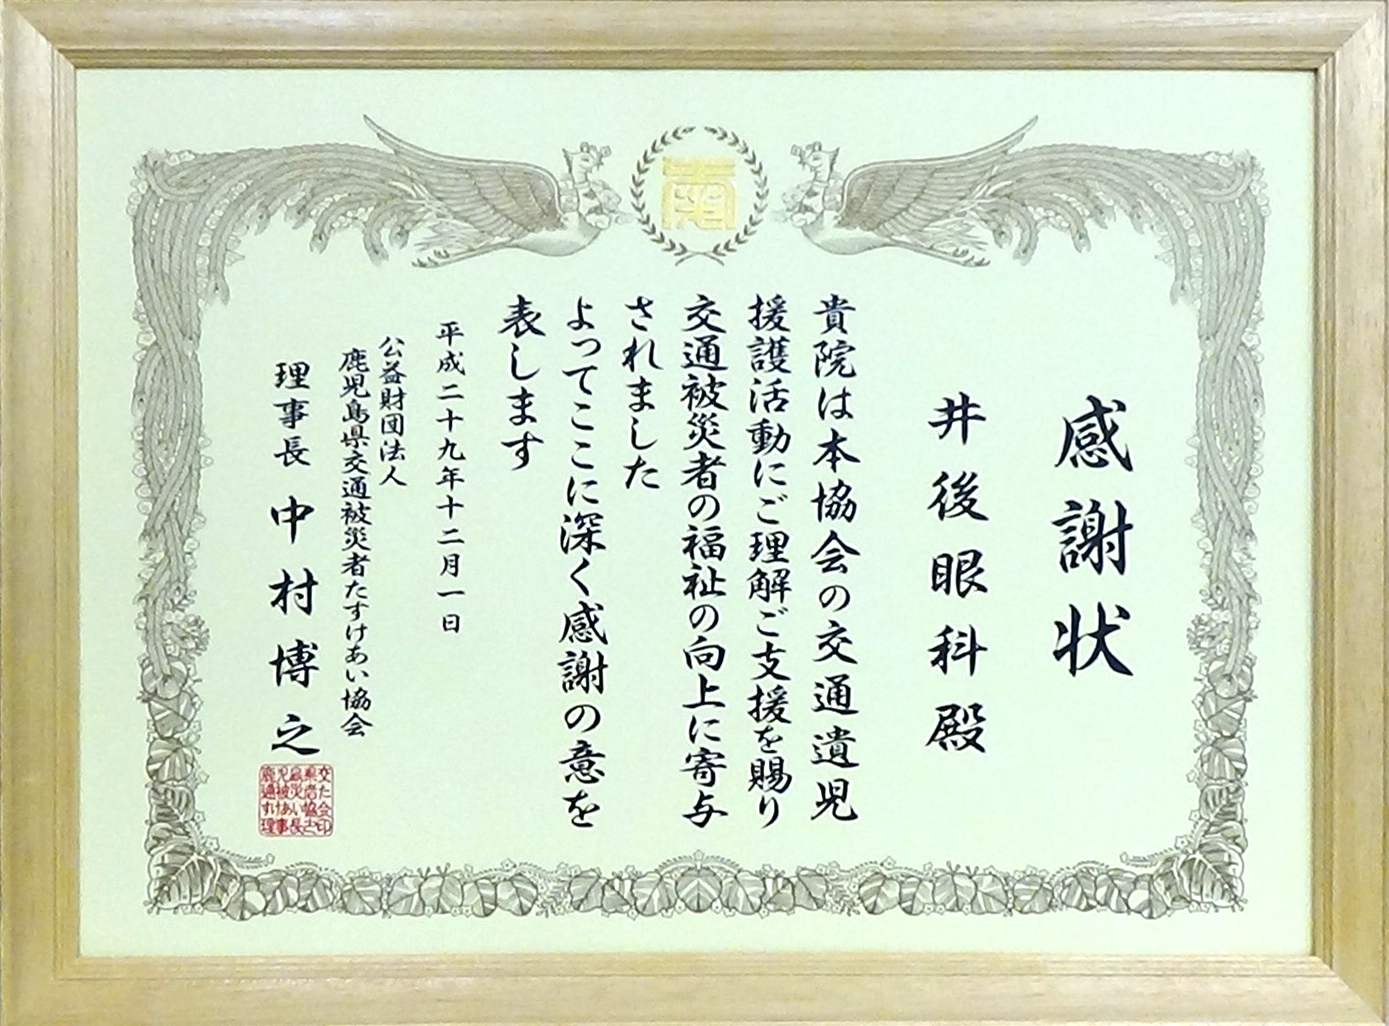 感謝状
井後眼科殿
貴院は本協会の交通遺児
援護活動にご理解ご支援を賜り
交通被災者の福祉の向上に寄与
されました
よってここに深く感謝の意を
表します
平成二十九年十二月一日
公益財団法人
鹿児島県交通被災者たすけあい協会
理事長 中村博之